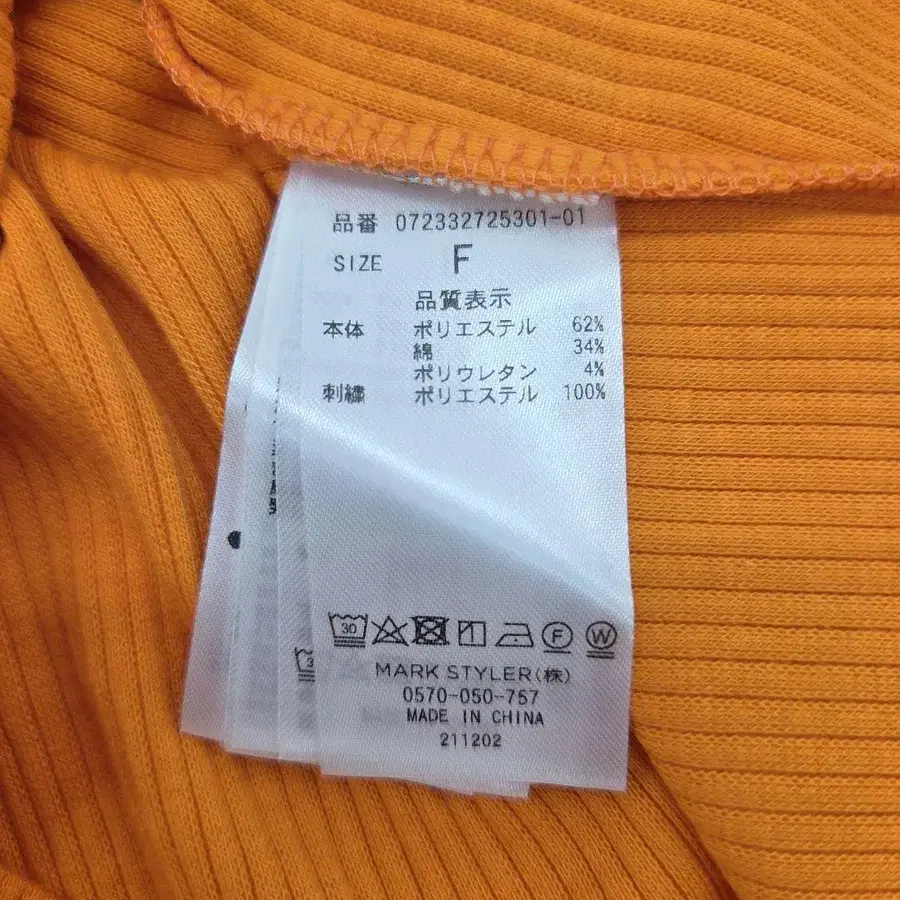 品番 072332725301-01
SIZE F
品質表示
本体 ポリエステル 62%
綿 34%
ポリウレタン 4%
刺繍 ポリエステル 100%
30 F W
MARK STYLER(株)
0570-050-757
MADE IN CHINA
211202